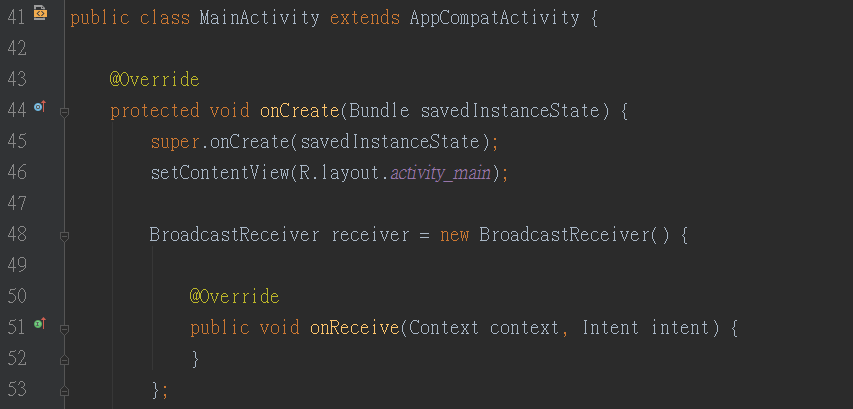 41 public class MainActivity extends AppCompatActivity {
42
43 @Override
44 protected void onCreate(Bundle savedInstanceState) {
45 super.onCreate(savedInstanceState);
46 setContentView(R.layout.activity_main);
47
48 BroadcastReceiver receiver = new BroadcastReceiver() {
49
50 @Override
51 public void onReceive(Context context, Intent intent) {
52 }
53 };